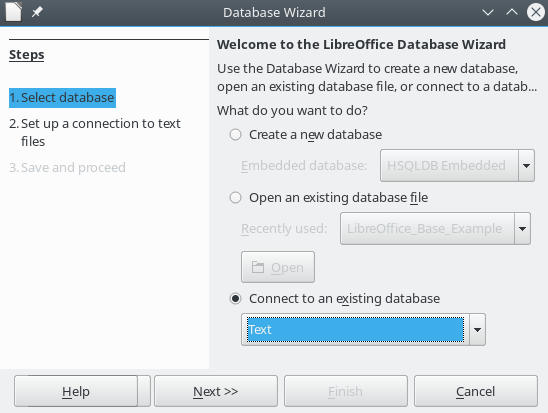 Database Wizard
Steps
1. Select database
2. Set up a connection to text
files
3. Save and proceed
Welcome to the LibreOffice Database Wizard
Use the Database Wizard to create a new database,
open an existing database file, or connect to a datab...
What do you want to do?
Create a new database
Embedded database:
HSQLDB Embedded
Open an existing database file
Recently used:
LibreOffice_Base_Example
Open
Connect to an existing database
Text
Help
Next >>
Finish
Cancel